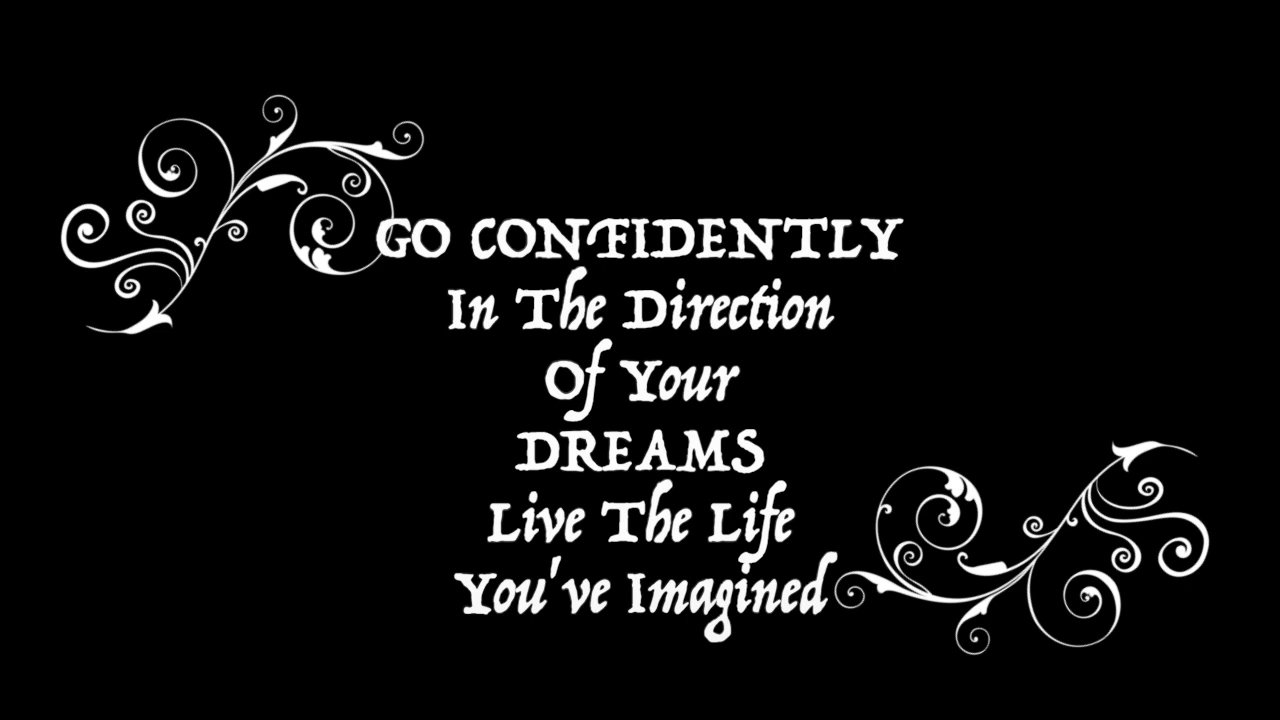 GO CONFIDENTLY
In The Direction
Of Your
DREAMS
Live The Life
You've Imagined